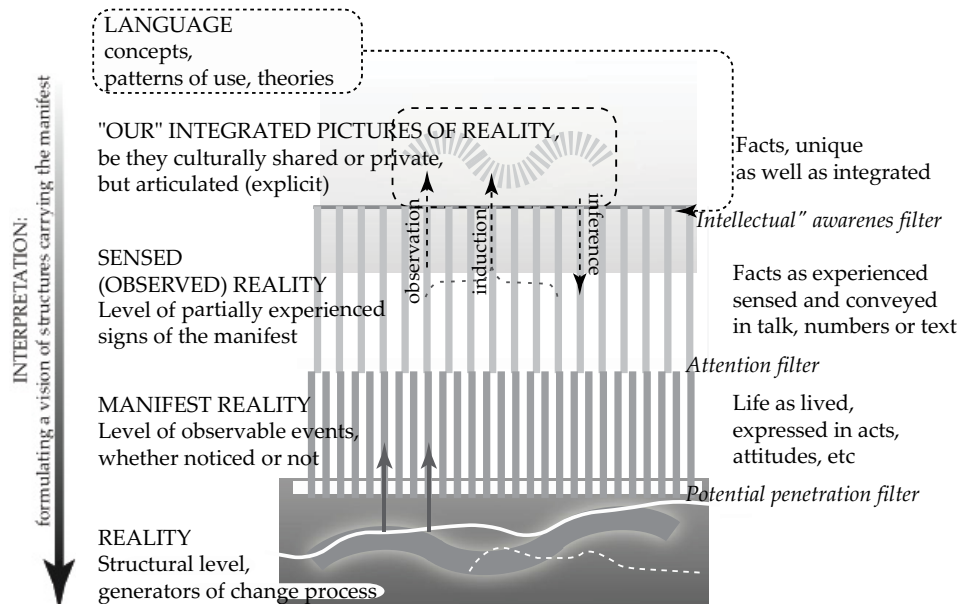 LANGUAGE
concepts,
patterns of use, theories
"OUR" INTEGRATED PICTURES OF REALITY,
be they culturally shared or private,
but articulated (explicit)
Facts, unique
as well as integrated
Intellectual" awarenes filter
observation
induction
inference
SENSED
(OBSERVED) REALITY
Level of partially experienced
signs of the manifest
Facts as experienced
sensed and conveyed
in talk, numbers or text
Attention filter
MANIFEST REALITY
Level of observable events,
whether noticed or not
Life as lived,
expressed in acts,
attitudes, etc
Potential penetration filter
REALITY
Structural level,
generators of change process
INTERPRETATION:
formulating a vision of structures carrying the manifest